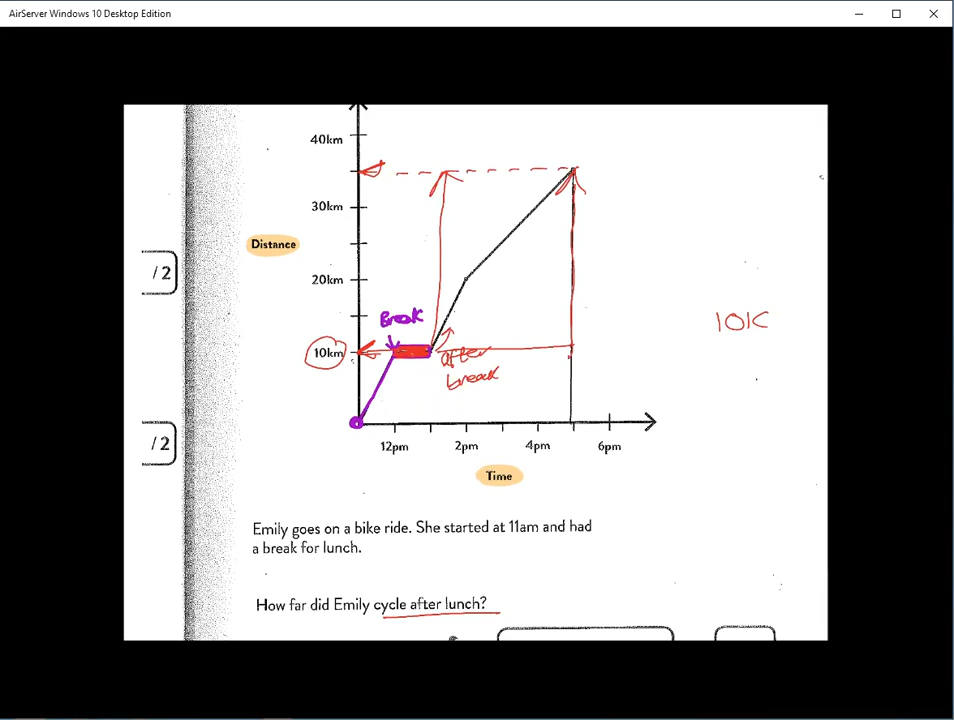 AirServer Windows 10 Desktop Edition
40km
30km
Distance
/2
20km
Break
10K
10km
after
break
/2
12pm
2pm
4pm
6pm
Time
Emily goes on a bike ride. She started at 11am and had
a break for lunch.
How far did Emily cycle after lunch?